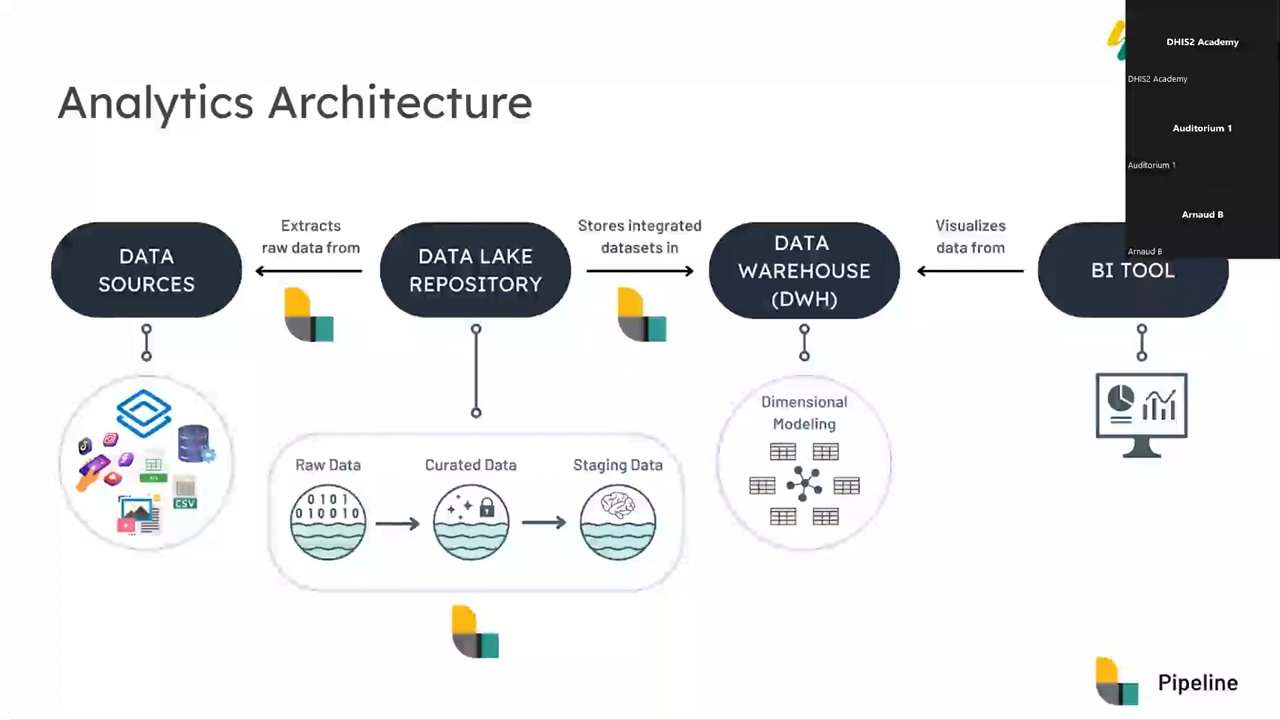 Analytics Architecture
DHIS2 Academy
DHIS2 Academy
Auditorium 1
Auditorium 1
Arnaud B
Arnaud B
DATA
SOURCES
Extracts
raw data from
DATA LAKE
REPOSITORY
Stores integrated
datasets in
DATA
WAREHOUSE
(DWH)
Visualizes
data from
BI TOOL
Raw Data
0101
010010
Curated Data
Staging Data
Dimensional
Modeling
CSV
Pipeline